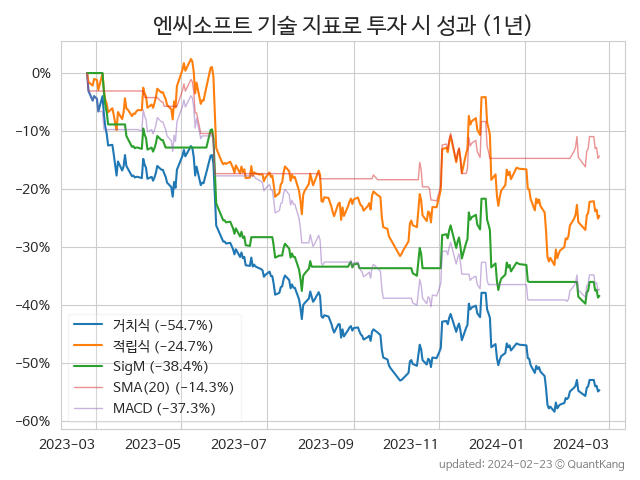 엔씨소프트 기술 지표로 투자 시 성과 (1년)
0%
−10%
−20%
−30%
−40%
−50%
−60%
거치식 (−54.7%)
적립식 (−24.7%)
SigM (−38.4%)
SMA(20) (−14.3%)
MACD (−37.3%)
2023-03 2023-05 2023-07 2023-09 2023-11 2024-01 2024-03
updated: 2024-02-23 © QuantKang